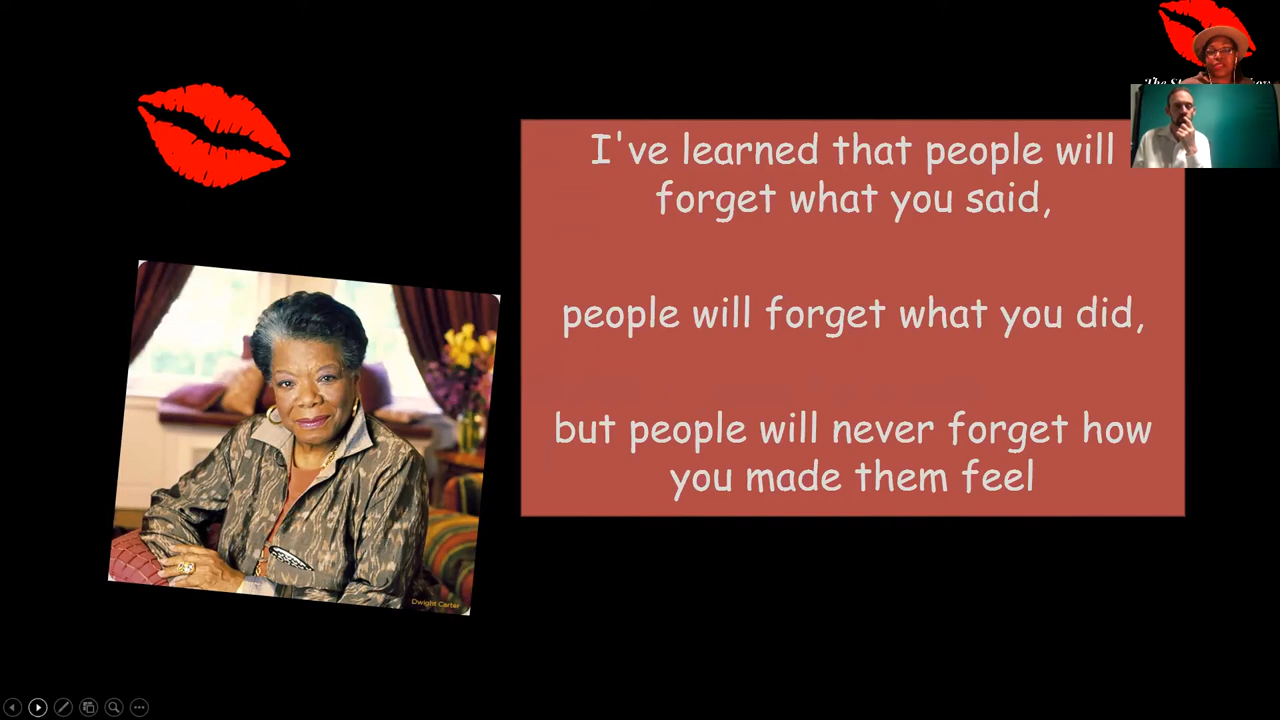 I've learned that people will
forget what you said,
people will forget what you did,
but people will never forget how
you made them feel
Dwight Carter
The